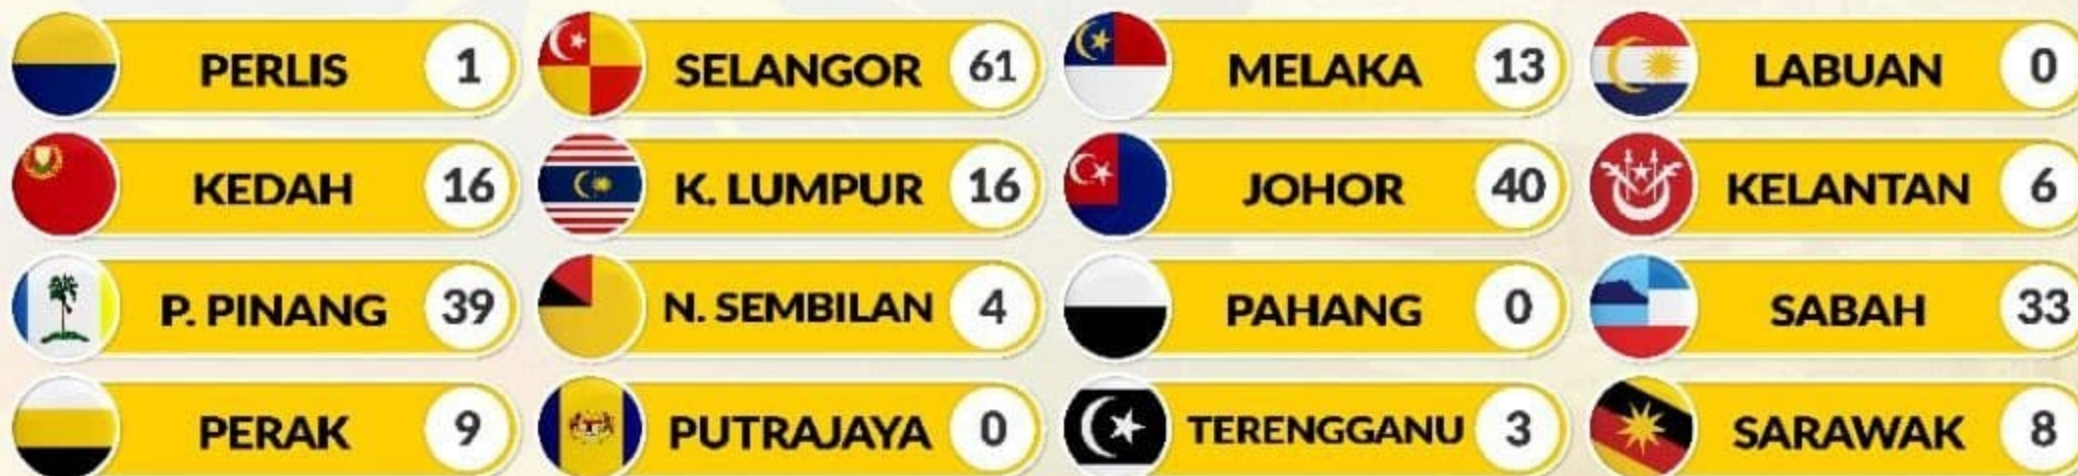 PERLIS 1
KEDAH 16
P. PINANG 39
PERAK 9
SELANGOR 61
K. LUMPUR 16
N. SEMBILAN 4
PUTRAJAYA 0
MELAKA 13
JOHOR 40
PAHANG 0
TERENGGANU 3
LABUAN 0
KELANTAN 6
SABAH 33
SARAWAK 8